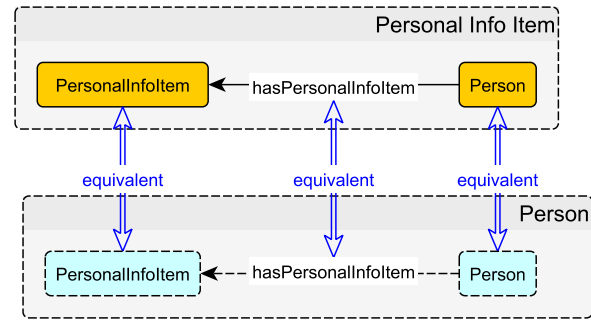 Personal Info Item
PersonalInfoItem hasPersonalInfoItem Person
equivalent equivalent equivalent
Person
PersonalInfoItem hasPersonalInfoItem Person